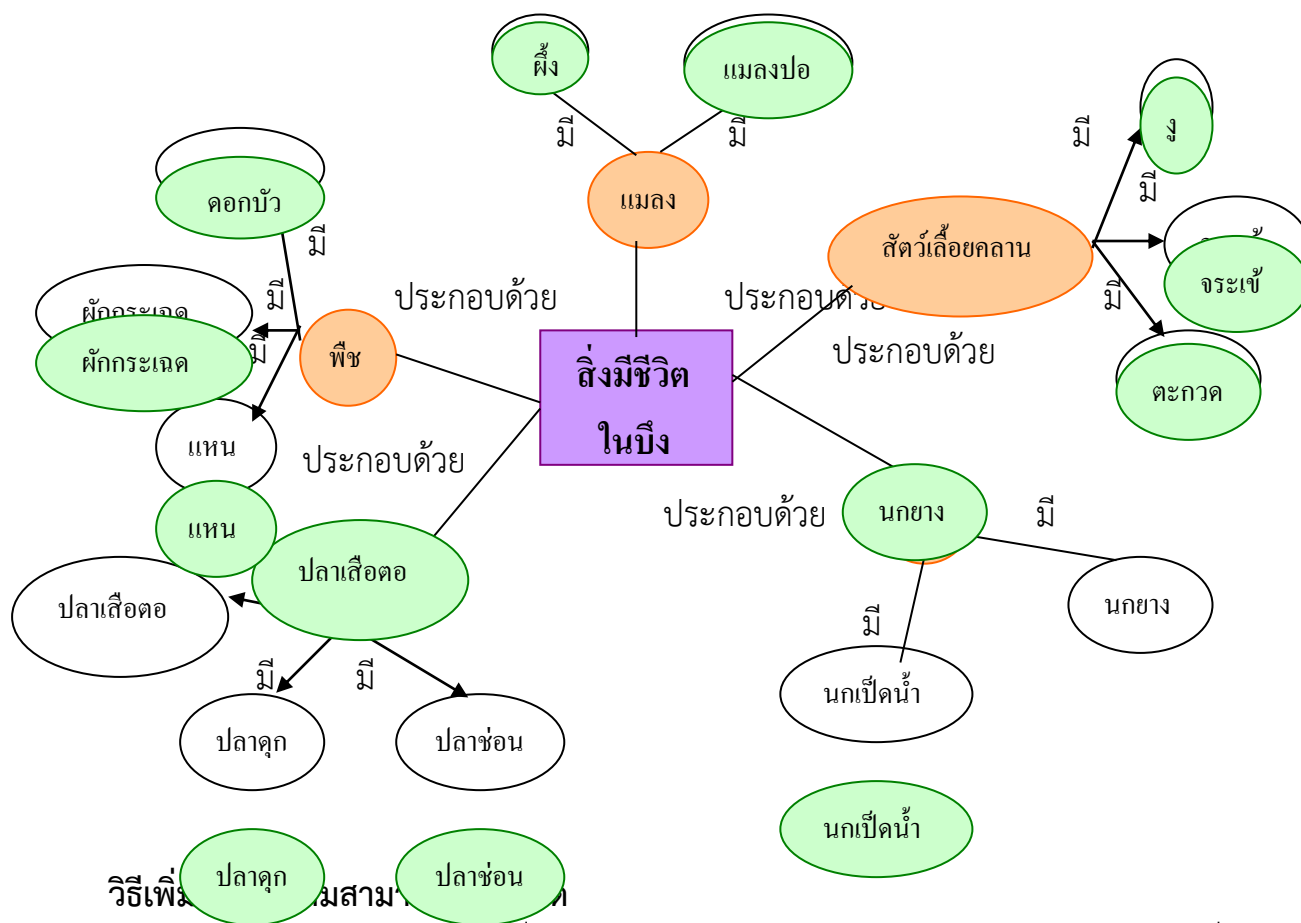 ผึ้ง
แมลงปอ
มี
มี
แมลง
งู
มี
มี
สัตว์เลื้อยคลาน
จระเข้
มี
ตะกวด
ดอกบัว
มี
มี
ผักกระเฉด
ผักกระเฉด
มี
พืช
แหน
แหน
ประกอบด้วย
ประกอบด้วย
ประกอบด้วย
ประกอบด้วย
ประกอบด้วย
สิ่งมีชีวิต
ในบึง
ปลาเสือตอ
ปลาเสือตอ
มี
มี
ปลาดุก
ปลาช่อน
นกยาง
มี
นกยาง
มี
นกเป็ดน้ำ
นกเป็ดน้ำ
ปลาดุก
ปลาช่อน